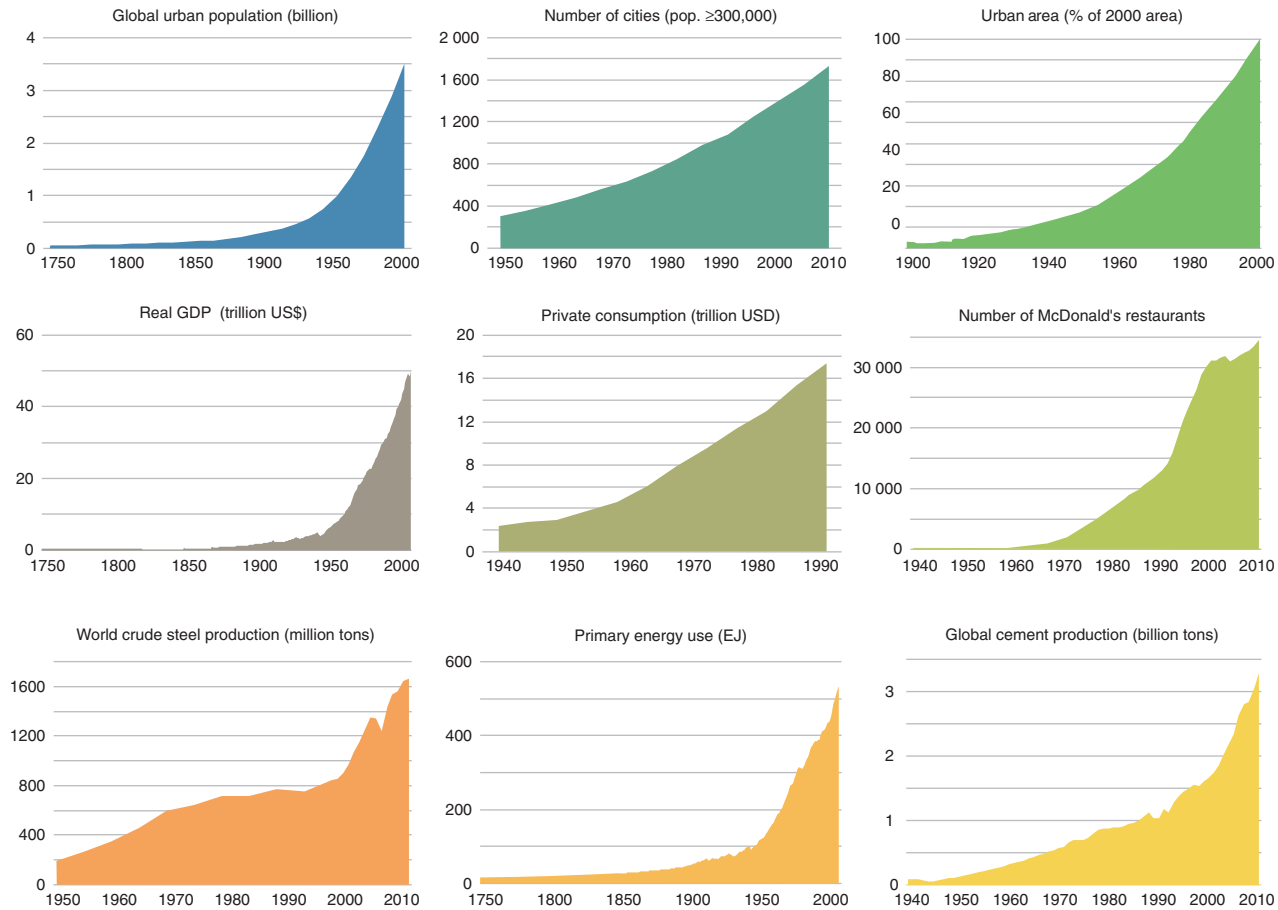 Global urban population (billion)
4
3
2
1
0
1750 1800 1850 1900 1950 2000
Number of cities (pop. ≥300,000)
2 000
1 600
1 200
800
400
0
1950 1960 1970 1980 1990 2000 2010
Urban area (% of 2000 area)
100
80
60
40
20
0
1900 1920 1940 1960 1980 2000
Real GDP (trillion US$)
60
40
20
0
1750 1800 1850 1900 1950 2000
Private consumption (trillion USD)
20
16
12
8
4
0
1940 1950 1960 1970 1980 1990
Number of McDonald's restaurants
30 000
20 000
10 000
0
1940 1950 1960 1970 1980 1990 2000 2010
World crude steel production (million tons)
1600
1200
800
400
0
1950 1960 1970 1980 1990 2000 2010
Primary energy use (EJ)
600
400
200
0
1750 1800 1850 1900 1950 2000
Global cement production (billion tons)
3
2
1
0
1940 1950 1960 1970 1980 1990 2000 2010